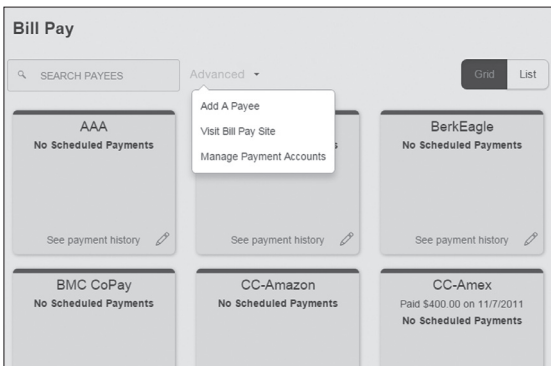 Bill Pay
SEARCH PAYEES
Advanced
Grid
List
Add A Payee
Visit Bill Pay Site
Manage Payment Accounts
AAA
No Scheduled Payments
See payment history
See payment history
BerkEagle
No Scheduled Payments
See payment history
BMC CoPay
No Scheduled Payments
CC-Amazon
No Scheduled Payments
CC-Amex
Paid $400.00 on 11/7/2011
No Scheduled Payments